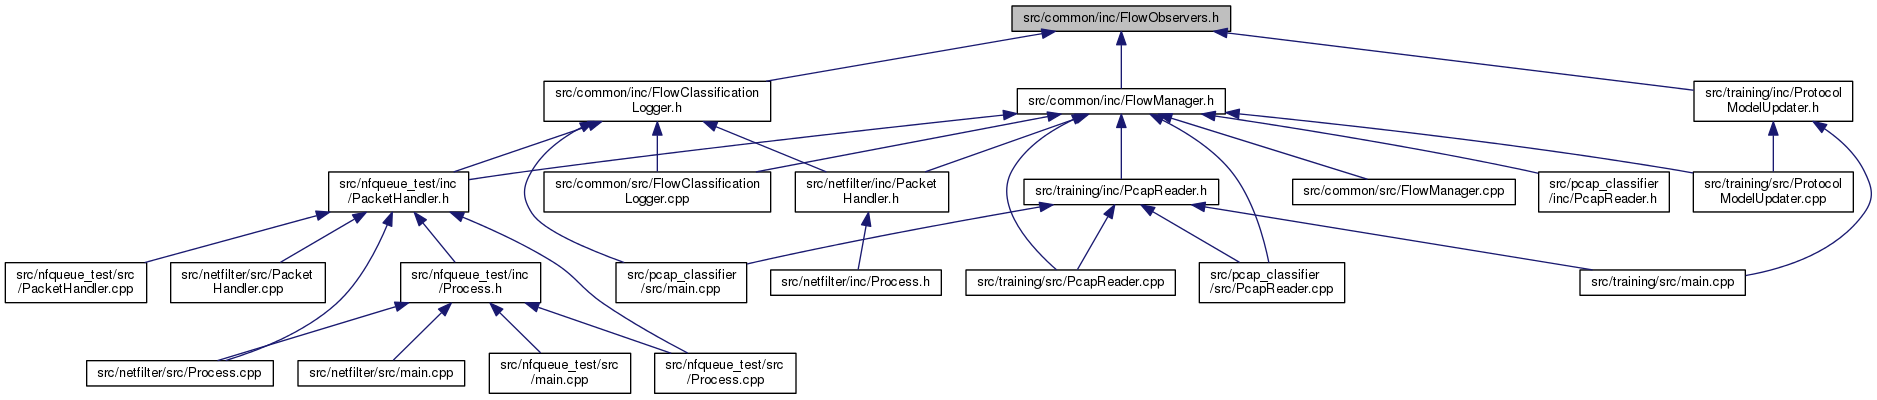 src/common/inc/FlowObservers.h
src/common/inc/FlowClassification
Logger.h
src/common/inc/FlowManager.h
src/training/inc/Protocol
ModelUpdater.h
src/nfqueue_test/inc
/PacketHandler.h
src/common/src/FlowClassification
Logger.cpp
src/netfilter/inc/Packet
Handler.h
src/training/inc/PcapReader.h
src/common/src/FlowManager.cpp
src/pcap_classifier
/inc/PcapReader.h
src/training/src/Protocol
ModelUpdater.cpp
src/nfqueue_test/src
/PacketHandler.cpp
src/netfilter/src/Packet
Handler.cpp
src/nfqueue_test/inc
/Process.h
src/pcap_classifier
/src/main.cpp
src/netfilter/inc/Process.h
src/training/src/PcapReader.cpp
src/pcap_classifier
/src/PcapReader.cpp
src/training/src/main.cpp
src/netfilter/src/Process.cpp
src/netfilter/src/main.cpp
src/nfqueue_test/src
/main.cpp
src/nfqueue_test/src
/Process.cpp